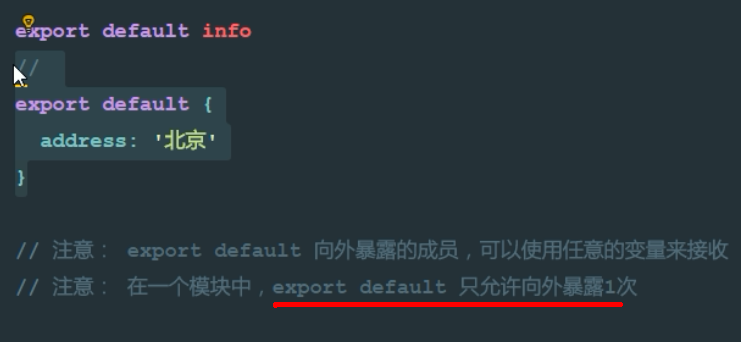 export default info
//
export default {
address: '北京'
}
// 注意： export default 向外暴露的成员，可以使用任意的变量来接收
// 注意： 在一个模块中，export default 只允许向外暴露1次